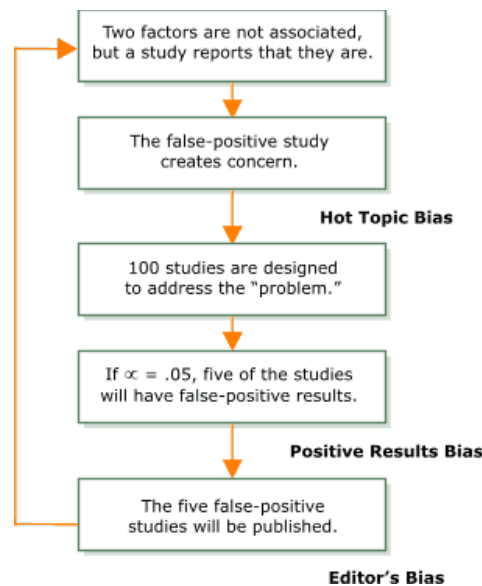 Two factors are not associated,
but a study reports that they are.
The false-positive study
creates concern.
Hot Topic Bias
100 studies are designed
to address the “problem.”
If ∝ = .05, five of the studies
will have false-positive results.
Positive Results Bias
The five false-positive
studies will be published.
Editor’s Bias